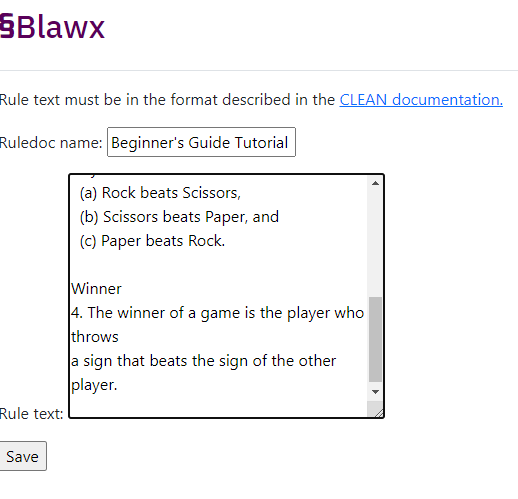 §Blawx
Rule text must be in the format described in the CLEAN documentation.
Ruledoc name: Beginner's Guide Tutorial
(a) Rock beats Scissors,
(b) Scissors beats Paper, and
(c) Paper beats Rock.
Winner
4. The winner of a game is the player who
throws
a sign that beats the sign of the other
player.
Rule text:
Save